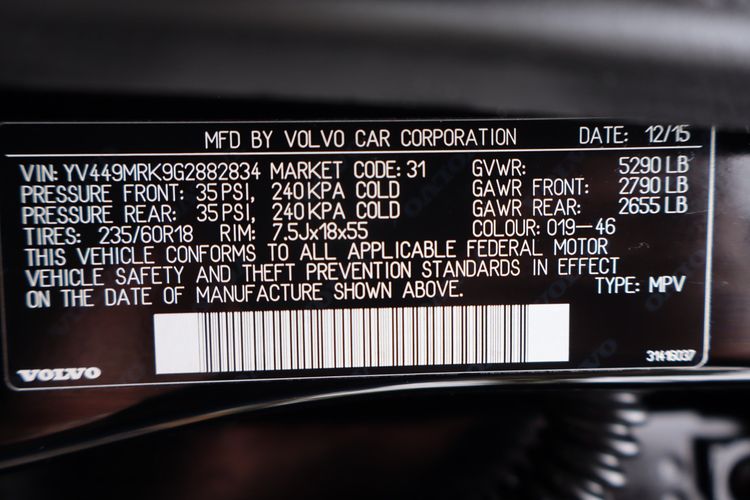 MFD BY VOLVO CAR CORPORATION DATE: 12/15
VIN: YV449MRK9G2882834 MARKET CODE: 31 GVWR: 5290 LB
PRESSURE FRONT: 35 PSI, 240 KPA COLD GAWR FRONT: 2790 LB
PRESSURE REAR: 35 PSI, 240 KPA COLD GAWR REAR: 2655 LB
TIRES: 235/60R18 RIM: 7.5Jx18x55 COLOUR: 019-46
THIS VEHICLE CONFORMS TO ALL APPLICABLE FEDERAL MOTOR
VEHICLE SAFETY AND THEFT PREVENTION STANDARDS IN EFFECT
ON THE DATE OF MANUFACTURE SHOWN ABOVE. TYPE: MPV
VOLVO 31416037